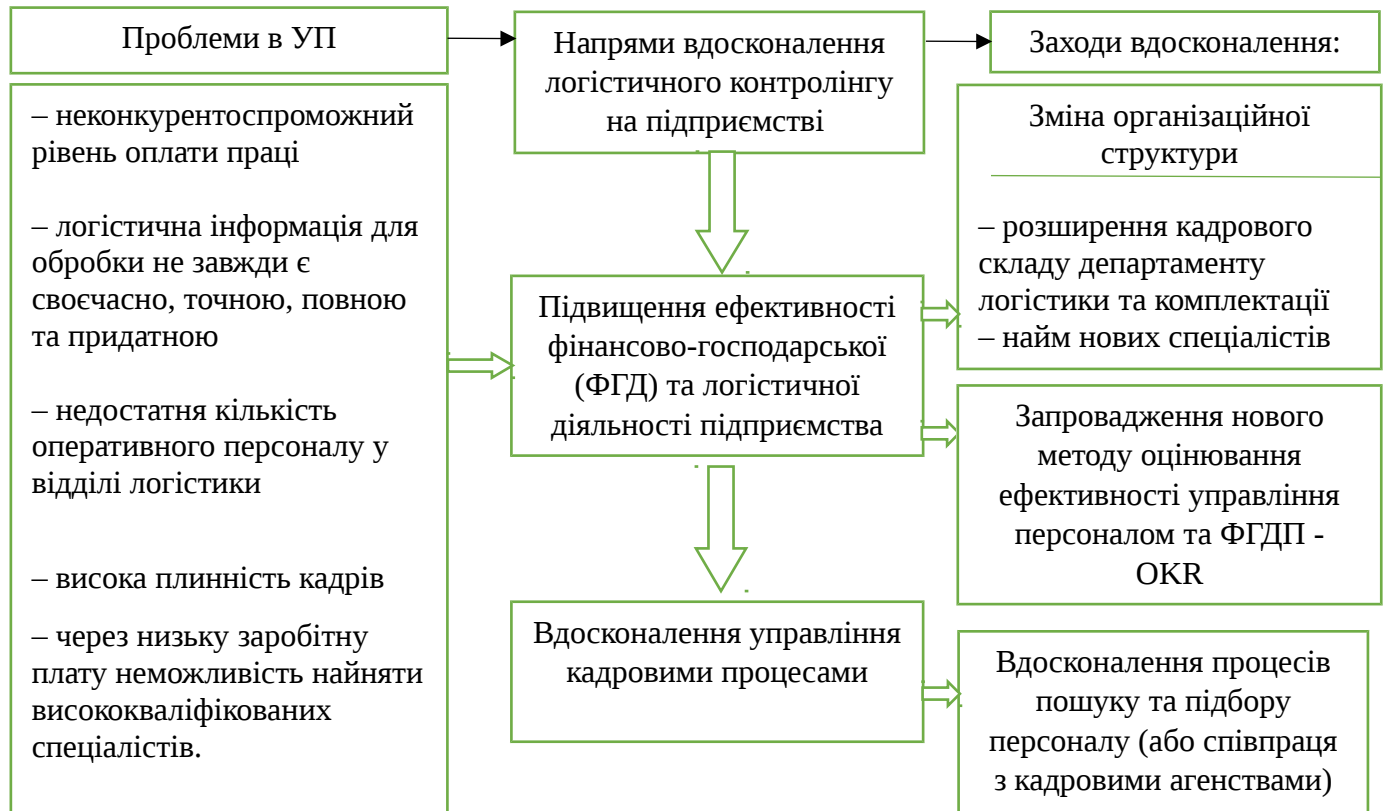 Проблеми в УП
Напрями вдосконалення
логістичного контролінгу
на підприємстві
Заходи вдосконалення:
– неконкурентоспроможний
рівень оплати праці
– логістична інформація для
обробки не завжди є
своєчасно, точною, повною
та придатною
– недостатня кількість
оперативного персоналу у
відділі логістики
– висока плинність кадрів
– через низьку заробітну
плату неможливість найняти
висококваліфікованих
спеціалістів.
Підвищення ефективності
фінансово-господарської
(ФГД) та логістичної
діяльності підприємства
Вдосконалення управління
кадровими процесами
Зміна організаційної
структури
– розширення кадрового
складу департаменту
логістики та комплектації
– найм нових спеціалістів
Запровадження нового
методу оцінювання
ефективності управління
персоналом та ФГДП -
OKR
Вдосконалення процесів
пошуку та підбору
персоналу (або співпраця
з кадровими агенствами)